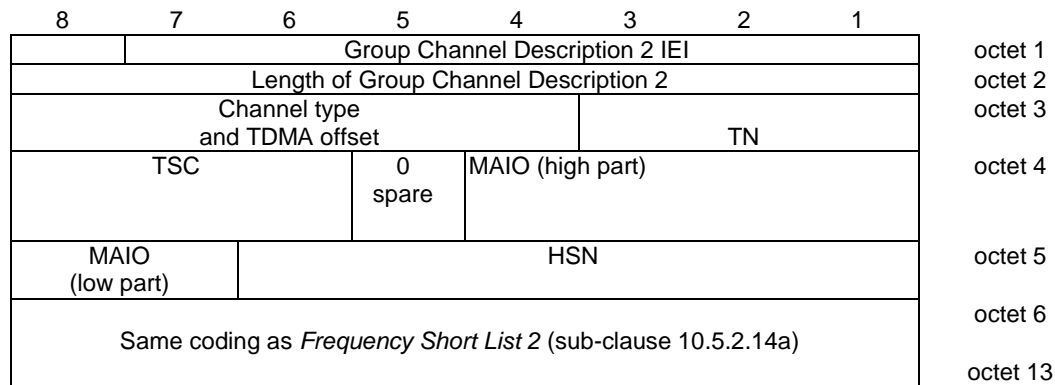 8 7 6 5 4 3 2 1
Group Channel Description 2 IEI octet 1
Length of Group Channel Description 2 octet 2
Channel type octet 3
and TDMA offset TN
TSC 0 MAIO (high part) octet 4
spare
MAIO HSN octet 5
(low part)
octet 6
Same coding as Frequency Short List 2 (sub-clause 10.5.2.14a)
octet 13